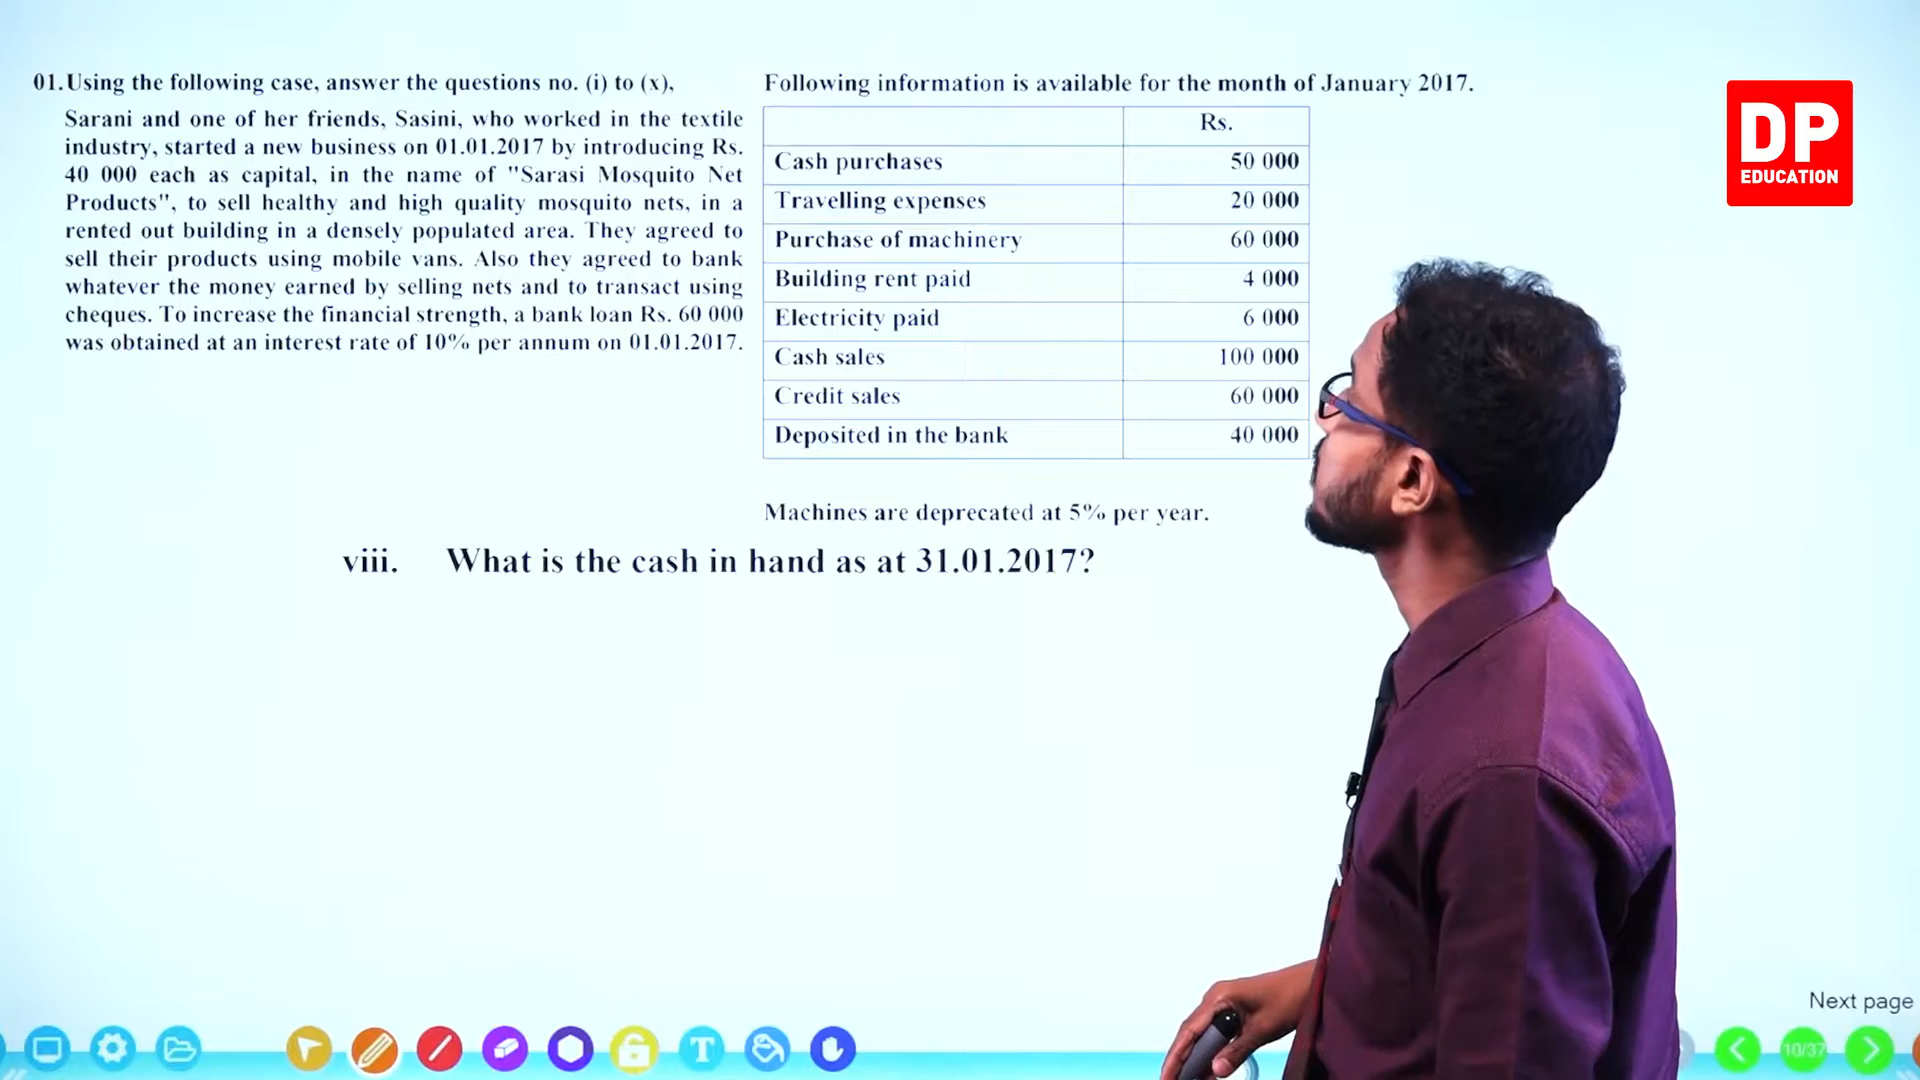 01.Using the following case, answer the questions no. (i) to (x),
Sarani and one of her friends, Sasini, who worked in the textile
industry, started a new business on 01.01.2017 by introducing Rs.
40 000 each as capital, in the name of "Sarasi Mosquito Net
Products", to sell healthy and high quality mosquito nets, in a
rented out building in a densely populated area. They agreed to
sell their products using mobile vans. Also they agreed to bank
whatever the money earned by selling nets and to transact using
cheques. To increase the financial strength, a bank loan Rs. 60 000
was obtained at an interest rate of 10% per annum on 01.01.2017.
Following information is available for the month of January 2017.
Rs.
Cash purchases 50 000
Travelling expenses 20 000
Purchase of machinery 60 000
Building rent paid 4 000
Electricity paid 6 000
Cash sales 100 000
Credit sales 60 000
Deposited in the bank 40 000
Machines are deprecated at 5% per year.
viii. What is the cash in hand as at 31.01.2017?
DP
EDUCATION
Next page
T
10/37